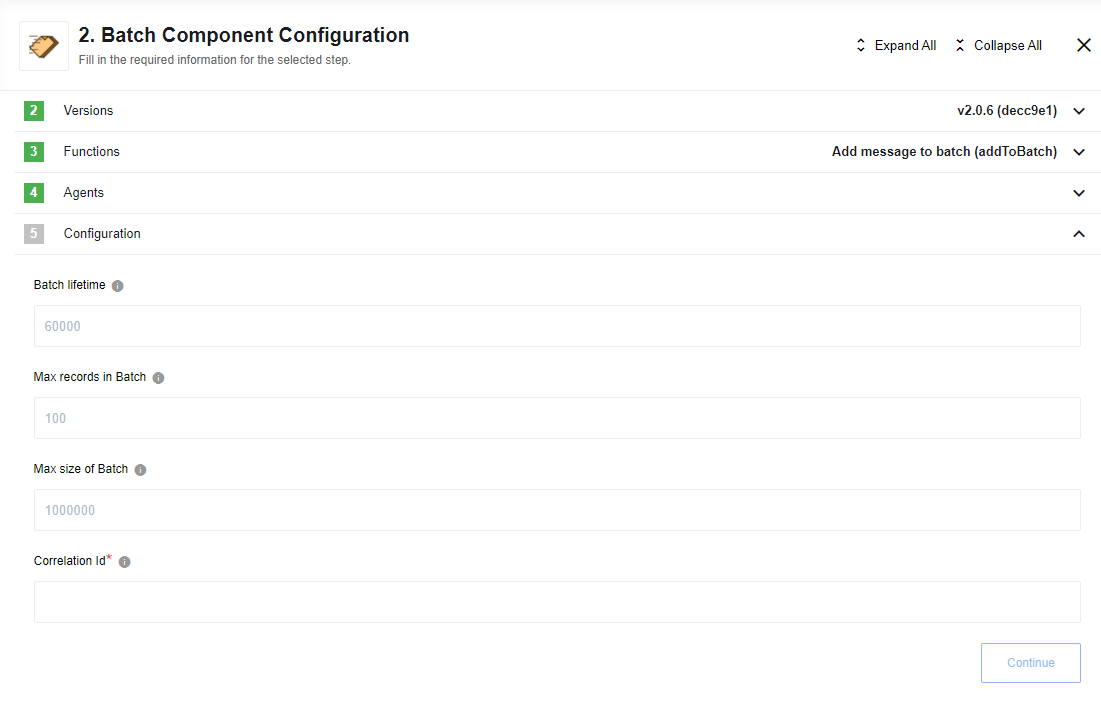 2. Batch Component Configuration
Fill in the required information for the selected step.
Expand All
Collapse All
2 Versions v2.0.6 (decc9e1)
3 Functions Add message to batch (addToBatch)
4 Agents
5 Configuration
Batch lifetime
60000
Max records in Batch
100
Max size of Batch
1000000
Correlation Id*
Continue